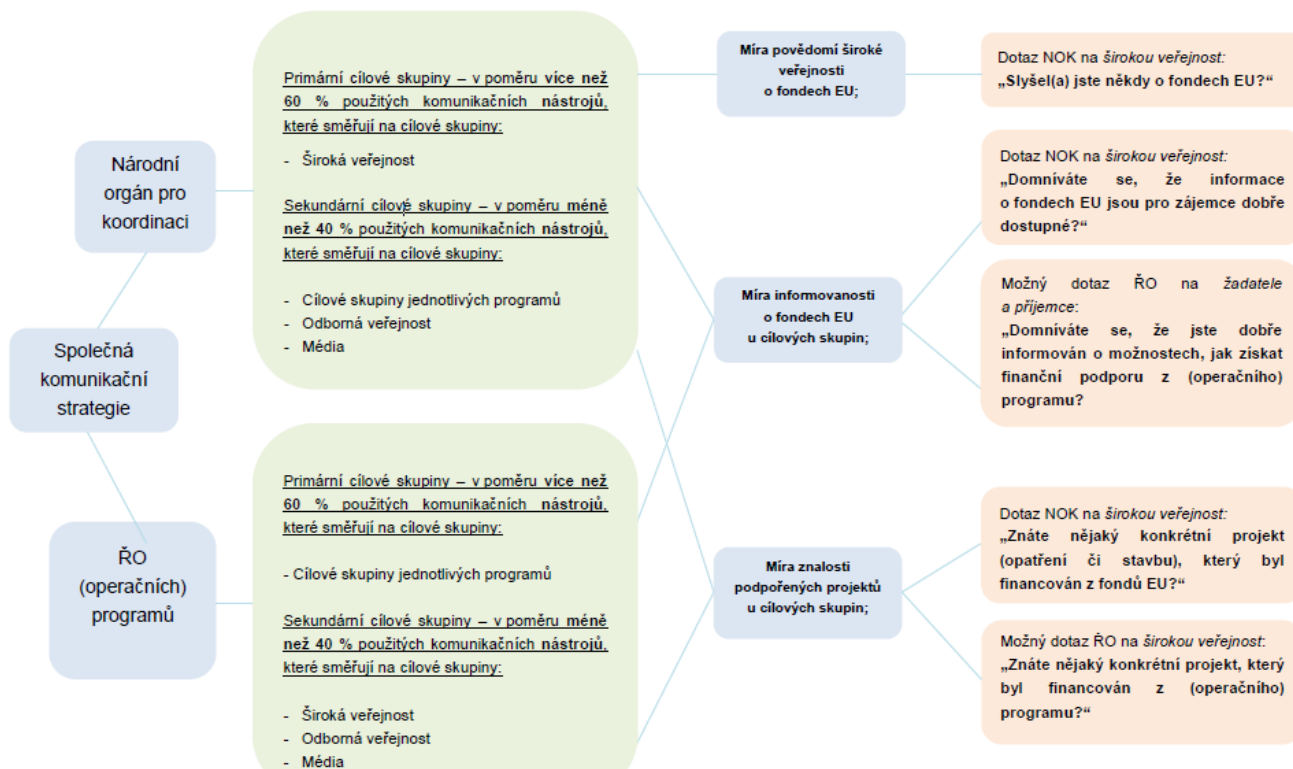 Národní
orgán pro
koordinaci
Společná
komunikační
strategie
ŘO
(operačních)
programů
Primární cílové skupiny – v poměru více než
60 % použitých komunikačních nástrojů,
které směřují na cílové skupiny:
- Široká veřejnost
Sekundární cílové skupiny – v poměru méně
než 40 % použitých komunikačních nástrojů,
které směřují na cílové skupiny:
- Cílové skupiny jednotlivých programů
- Odborná veřejnost
- Média
Primární cílové skupiny – v poměru více než
60 % použitých komunikačních nástrojů,
které směřují na cílové skupiny:
- Cílové skupiny jednotlivých programů
Sekundární cílové skupiny – v poměru méně
než 40 % použitých komunikačních nástrojů,
které směřují na cílové skupiny:
- Široká veřejnost
- Odborná veřejnost
- Média
Míra povědomí široké
veřejnosti
o fondech EU;
Míra informovanosti
o fondech EU
u cílových skupin;
Míra znalosti
podpořených projektů
u cílových skupin;
Dotaz NOK na širokou veřejnost:
„Slyšel(a) jste někdy o fondech EU?“
Dotaz NOK na širokou veřejnost:
„Domníváte se, že informace
o fondech EU jsou pro zájemce dobře
dostupné?“
Možný dotaz ŘO na žadatele
a příjemce:
„Domníváte se, že jste dobře
informován o možnostech, jak získat
finanční podporu z (operačního)
programu?
Dotaz NOK na širokou veřejnost:
„Znáte nějaký konkrétní projekt
(opatření či stavbu), který byl
financován z fondů EU?“
Možný dotaz ŘO na širokou veřejnost:
„Znáte nějaký konkrétní projekt, který
byl financován z (operačního)
programu?“